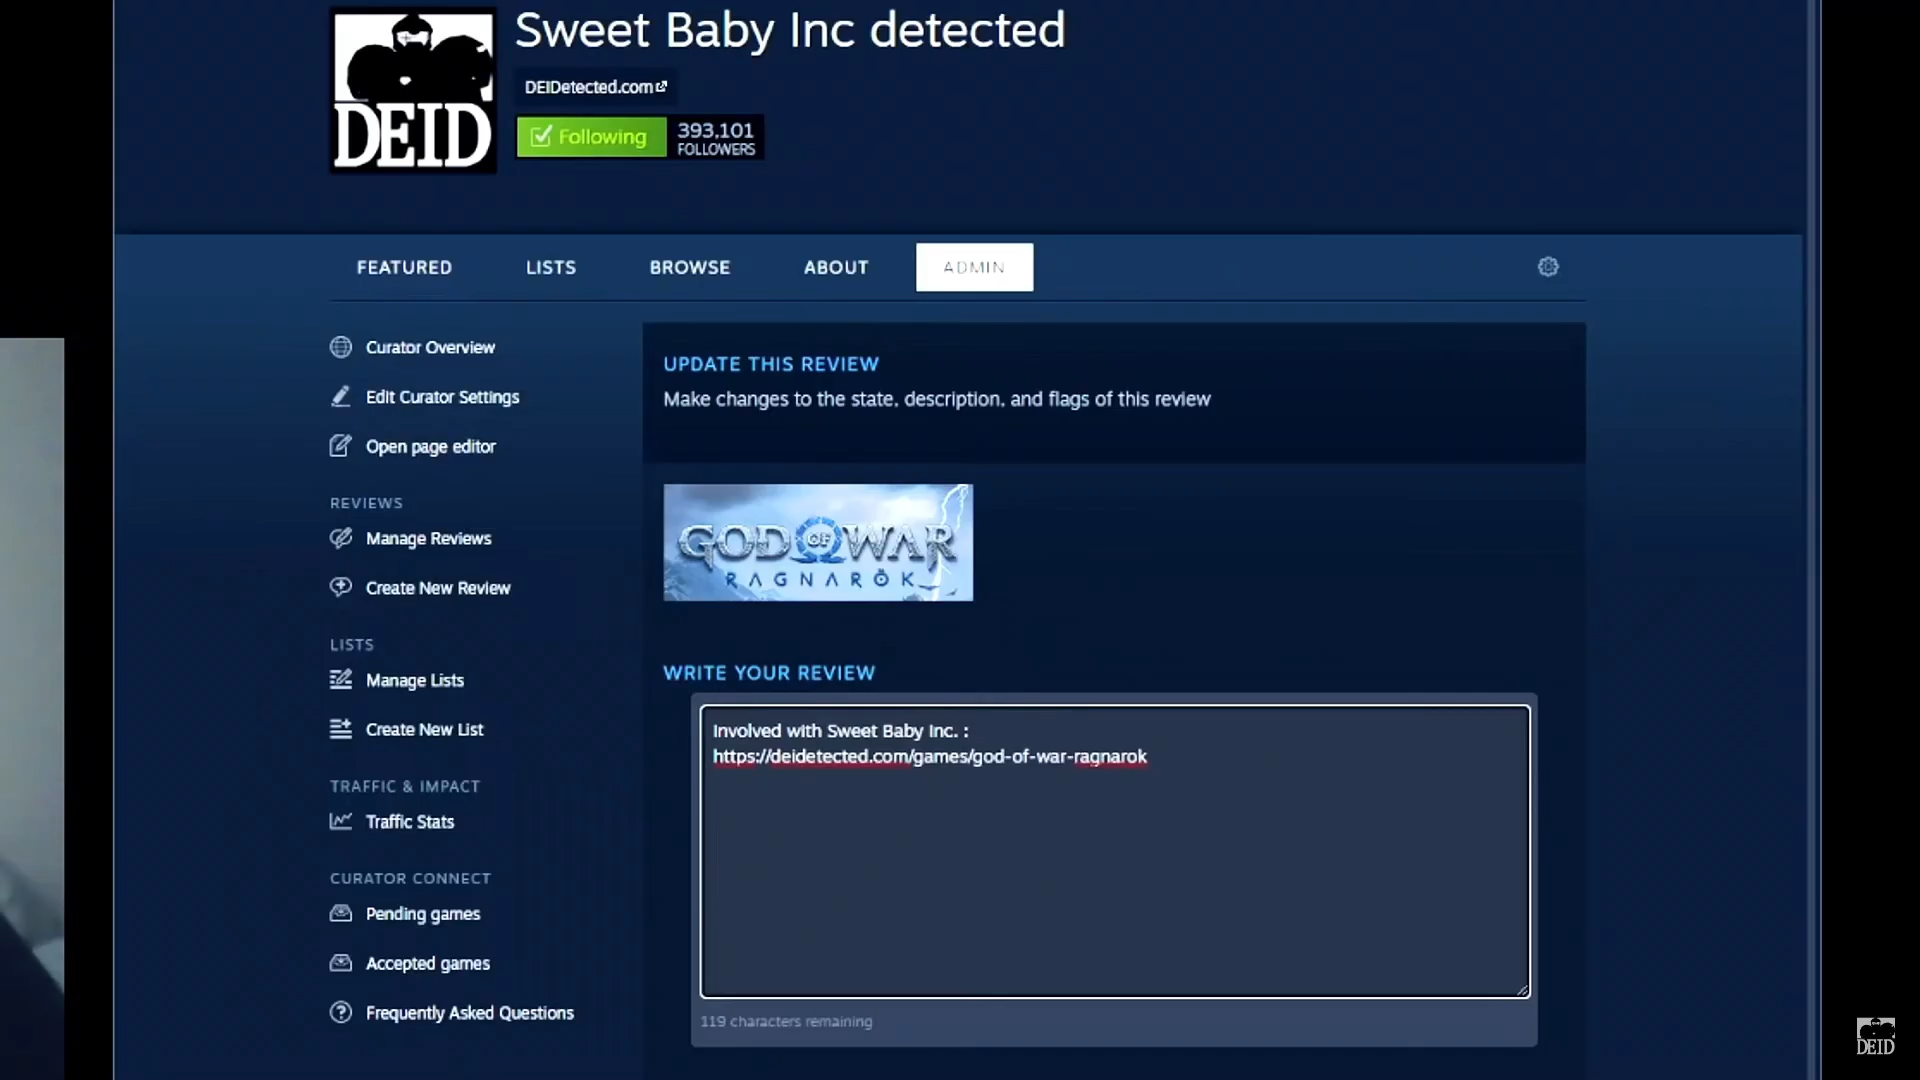 Sweet Baby Inc detected
DEID
DEIDetected.com
Following
393,101
FOLLOWERS
FEATURED
LISTS
BROWSE
ABOUT
ADMIN
Curator Overview
Edit Curator Settings
Open page editor
REVIEWS
Manage Reviews
Create New Review
LISTS
Manage Lists
Create New List
TRAFFIC & IMPACT
Traffic Stats
CURATOR CONNECT
Pending games
Accepted games
Frequently Asked Questions
UPDATE THIS REVIEW
Make changes to the state, description, and flags of this review
GOD OF WAR
RAGNARÖK
WRITE YOUR REVIEW
Involved with Sweet Baby Inc. :
https://deidetected.com/games/god-of-war-ragnarok
119 characters remaining
DEID